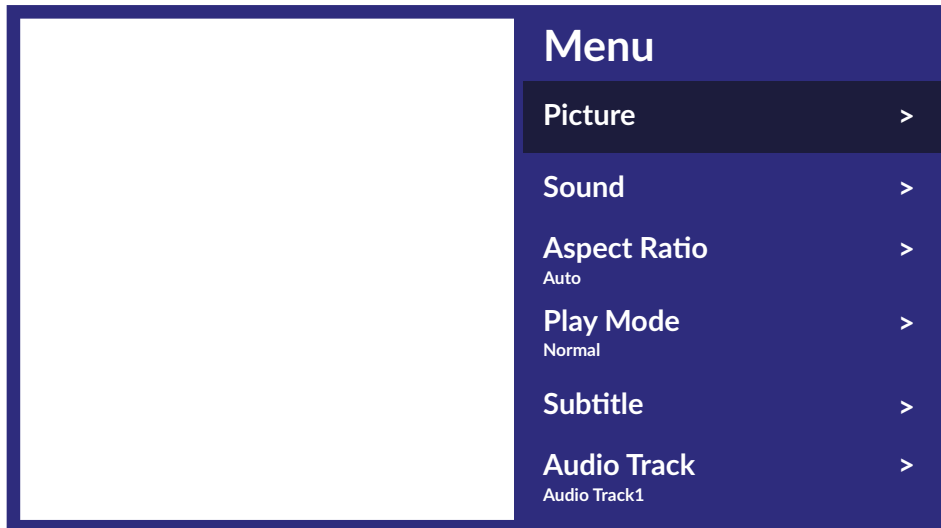 Menu
Picture >
Sound >
Aspect Ratio >
Auto
Play Mode >
Normal
Subtitle >
Audio Track >
Audio Track1